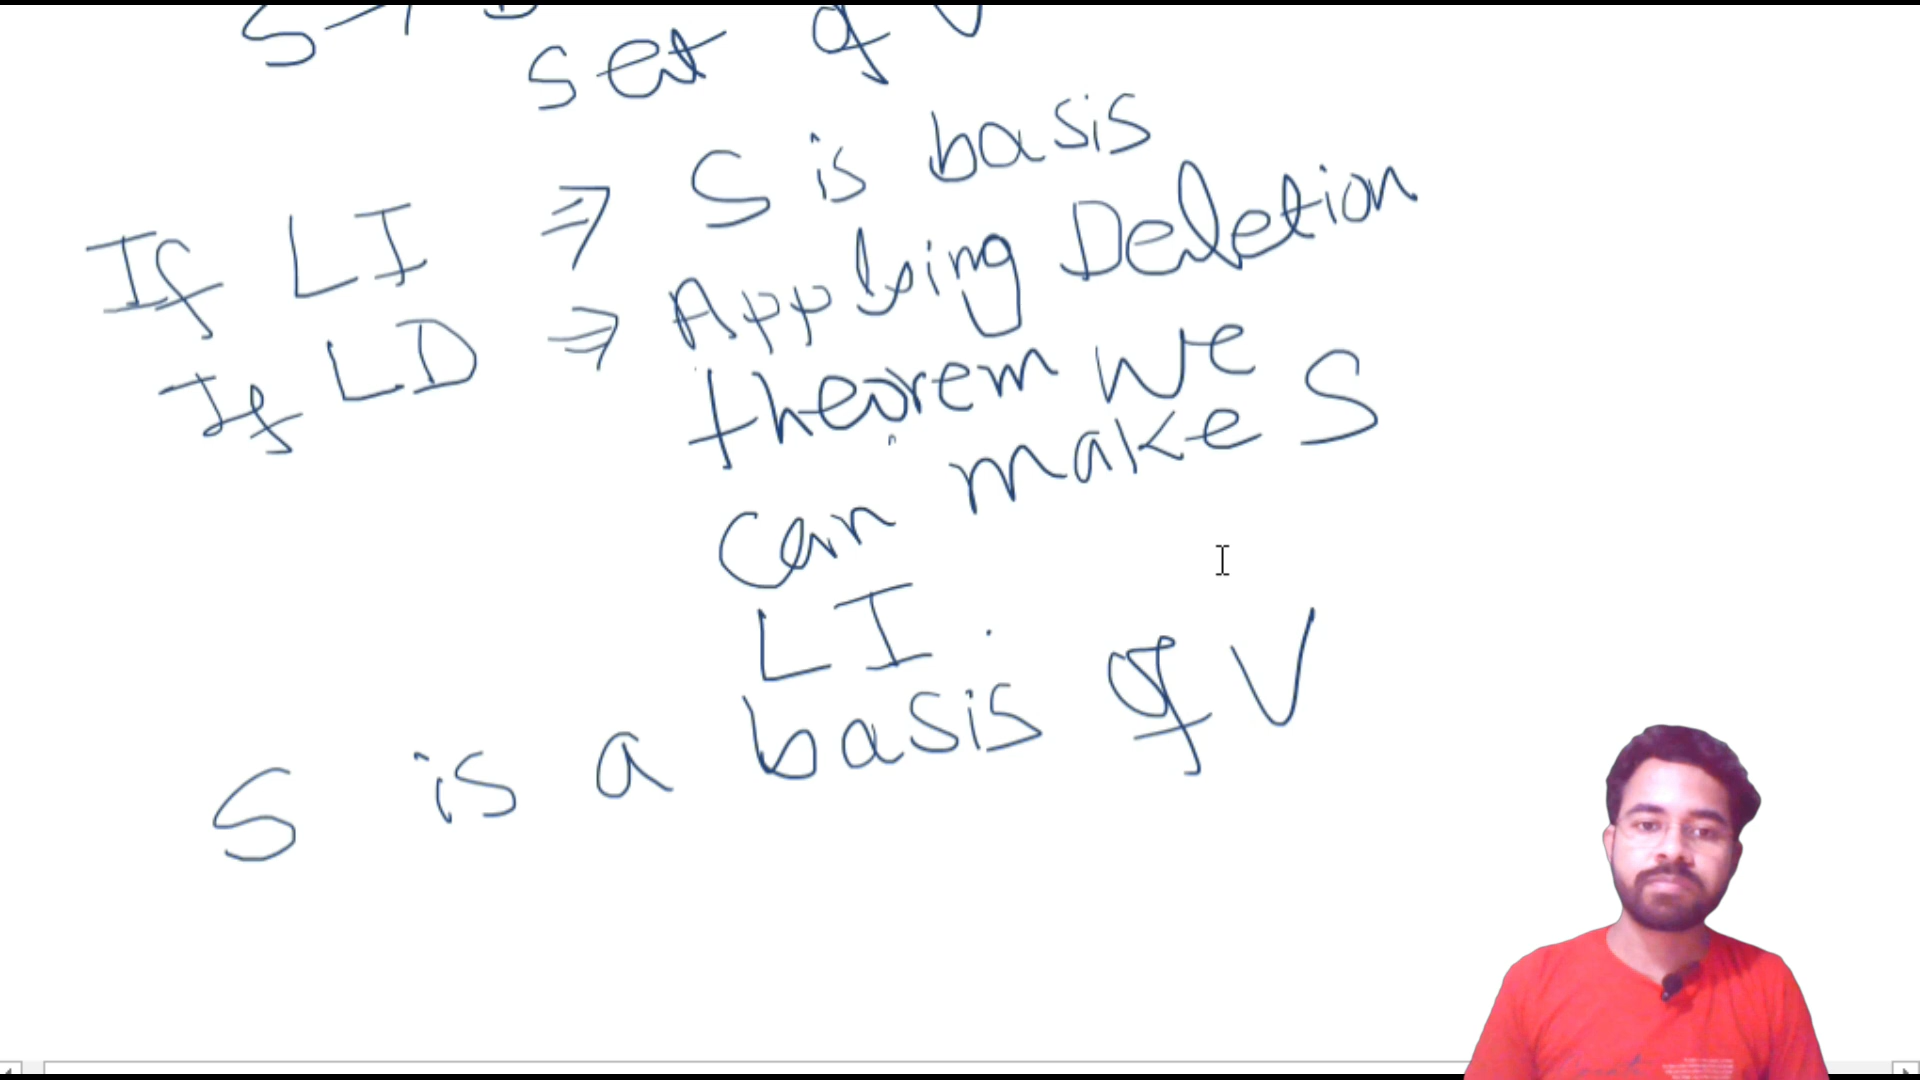 set of V
If LI ⇒ S is basis
If LD ⇒ Applying Deletion
theorem we
can make S
LI.
S is a basis of V